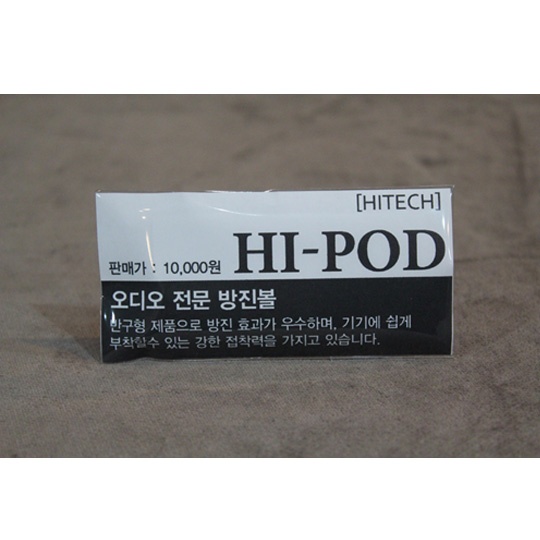 [HITECH]
판매가 : 10,000원 HI-POD
오디오 전문 방진볼
반구형 제품으로 방진 효과가 우수하며, 기기에 쉽게
부착할수 있는 강한 접착력을 가지고 있습니다.